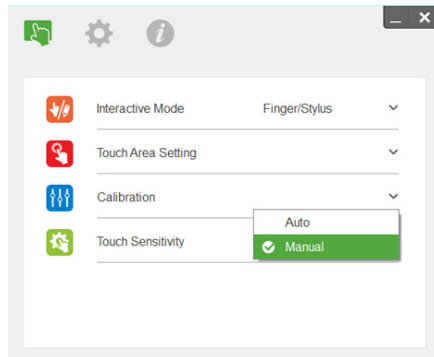 Interactive Mode Finger/Stylus
Touch Area Setting
Calibration
Auto
Touch Sensitivity Manual